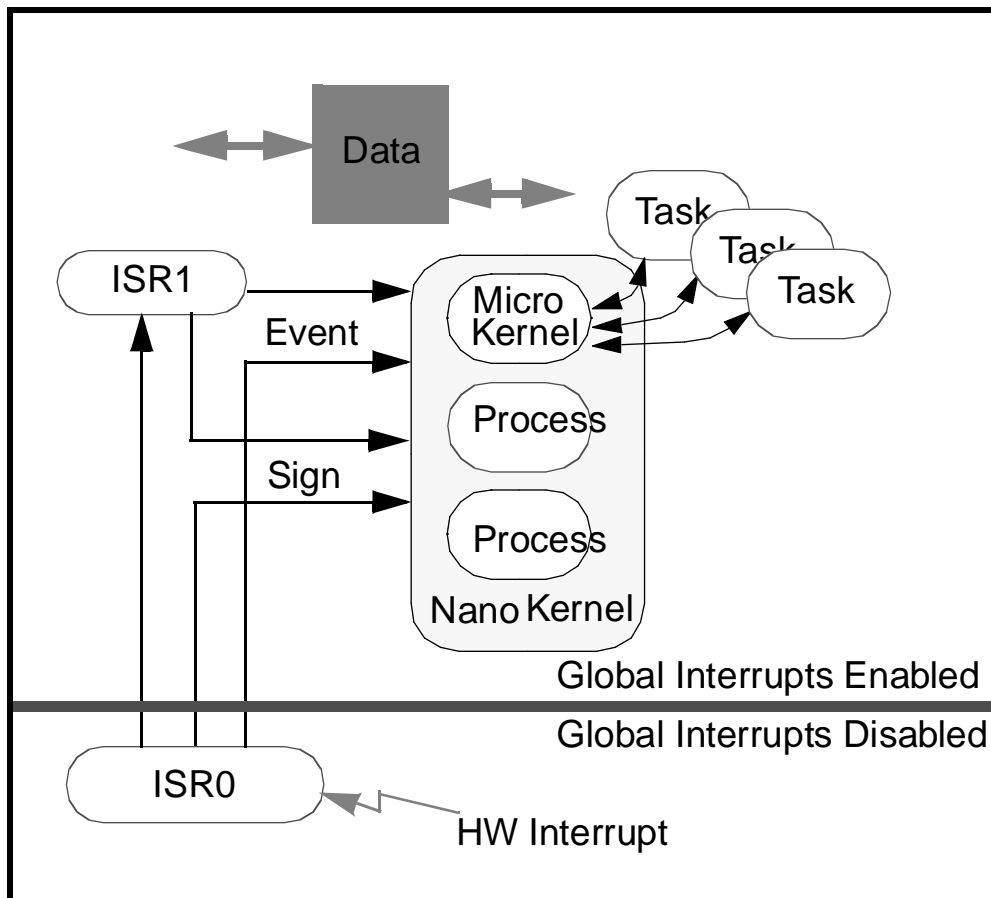 Data
Task
Task
Task
ISR1
Micro
Kernel
Event
Process
Sign
Process
Nano Kernel
Global Interrupts Enabled
Global Interrupts Disabled
ISR0
HW Interrupt